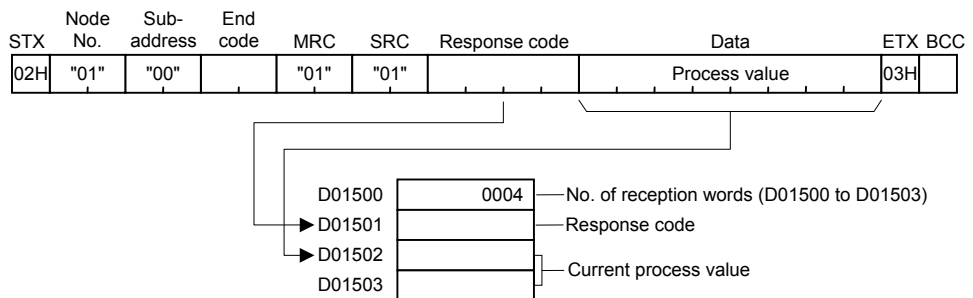 STX Node No. Sub-address End code MRC SRC Response code Data ETX BCC
02H "01" "00" "01" "01" Process value 03H
D01500 0004 No. of reception words (D01500 to D01503)
D01501 Response code
D01502
Current process value
D01503